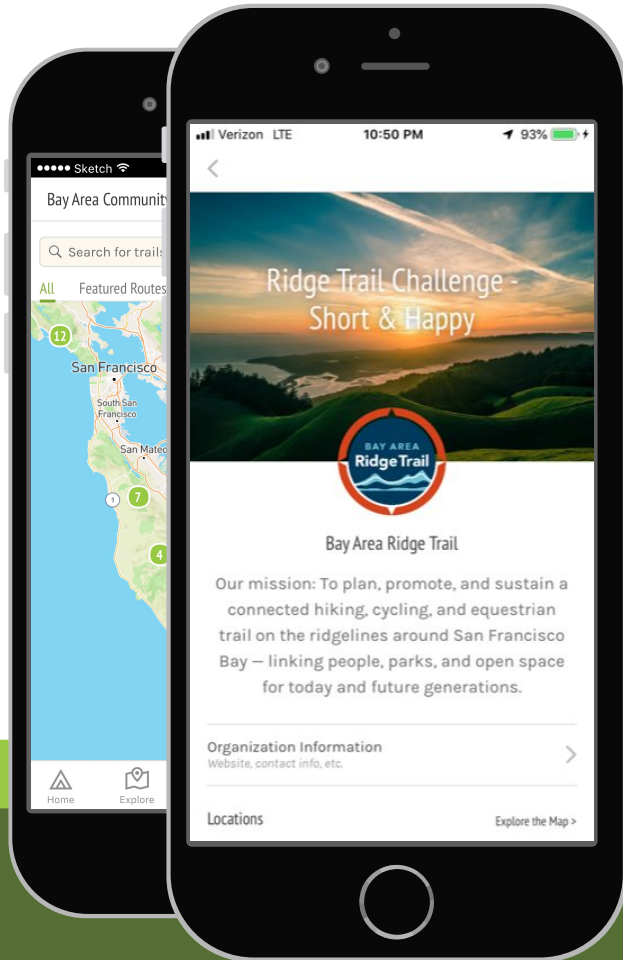 Sketch
Bay Area Community
Search for trails
All
Featured Routes
12
San Francisco
South San
Francisco
San Mateo
1
7
4
Home
Explore
Verizon LTE
10:50 PM
93%
Ridge Trail Challenge -
Short & Happy
BAY AREA
Ridge Trail
Bay Area Ridge Trail
Our mission: To plan, promote, and sustain a
connected hiking, cycling, and equestrian
trail on the ridgelines around San Francisco
Bay — linking people, parks, and open space
for today and future generations.
Organization Information
Website, contact info, etc.
Locations
Explore the Map >